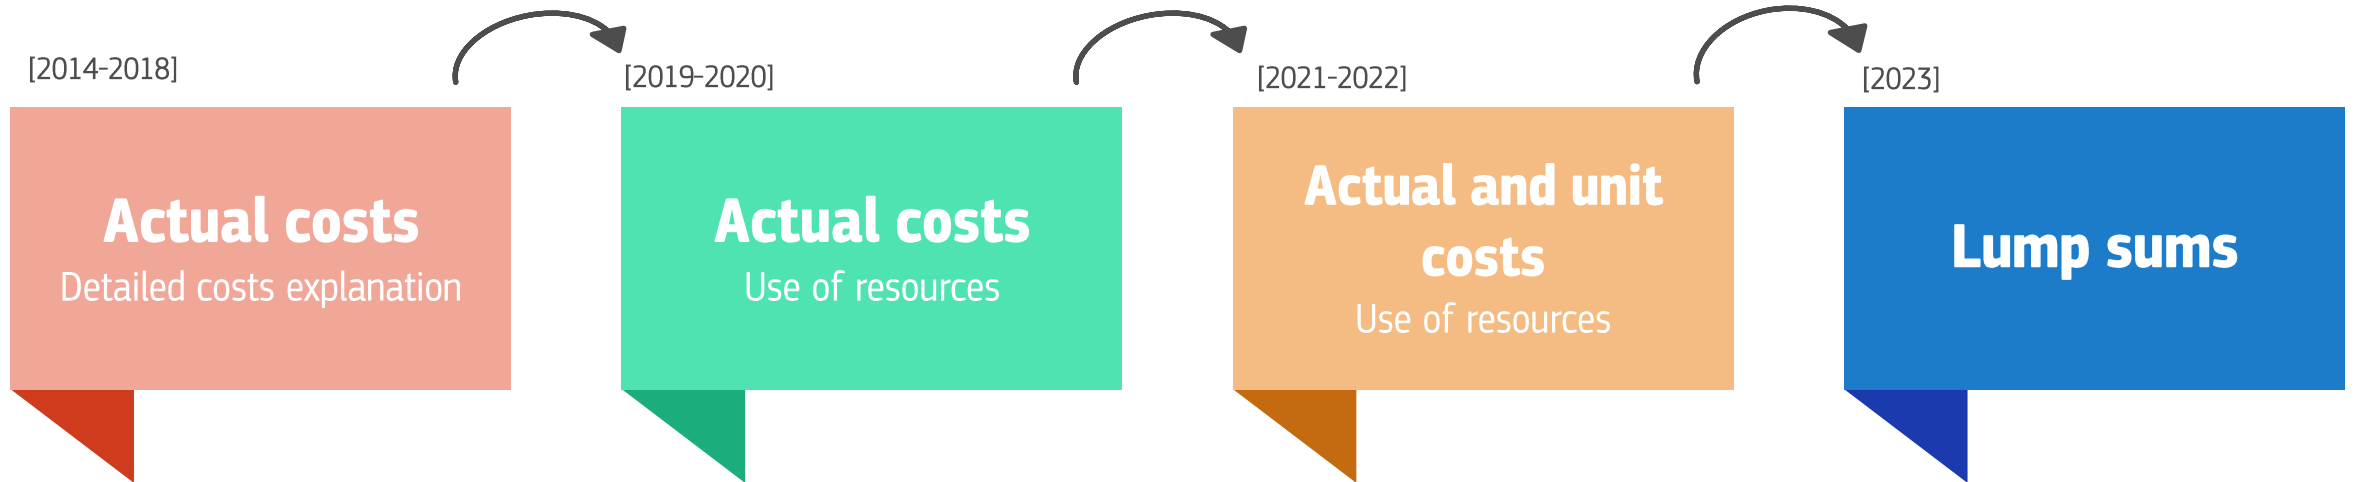 [2014-2018]
Actual costs
Detailed costs explanation
[2019-2020]
Actual costs
Use of resources
[2021-2022]
Actual and unit
costs
Use of resources
[2023]
Lump sums